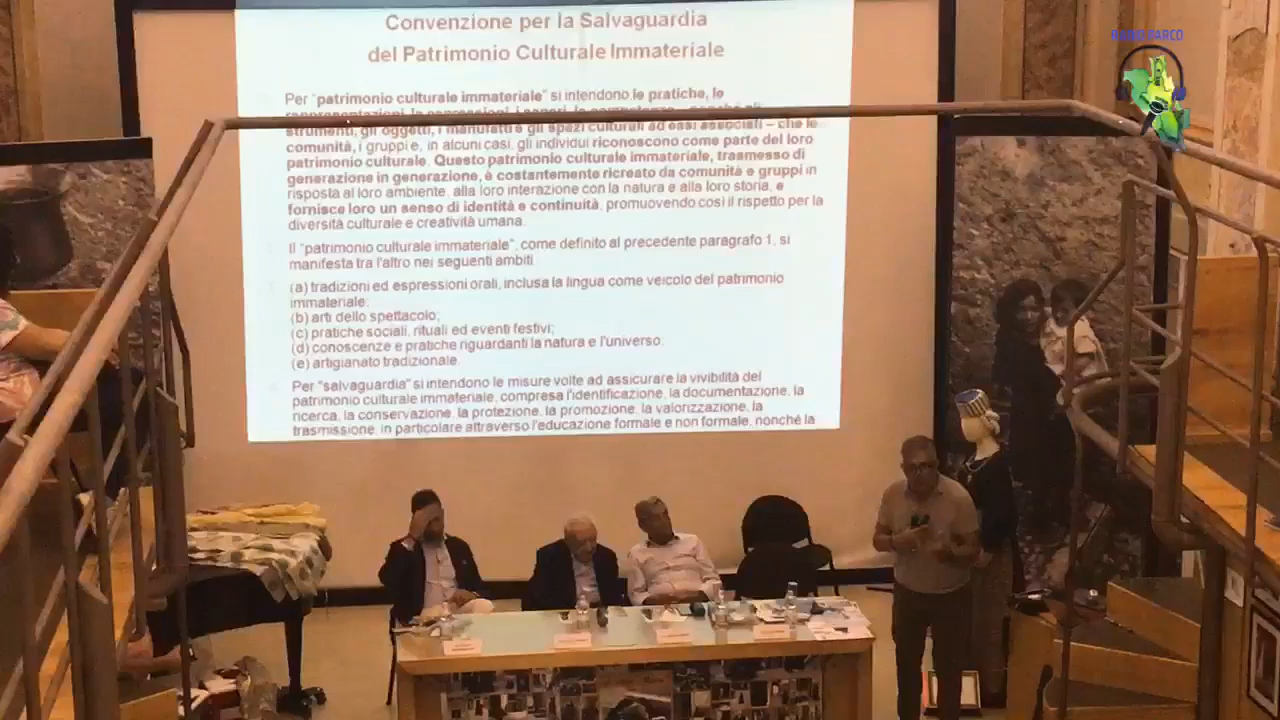 RADIO PARCO
Convenzione per la Salvaguardia
del Patrimonio Culturale Immateriale
Per "patrimonio culturale immateriale" si intendono le pratiche, le
strumenti, gli oggetti, i manufatti e gli spazi culturali ad essi associati – che le
comunità, i gruppi e, in alcuni casi, gli individui riconoscono come parte del loro
patrimonio culturale. Questo patrimonio culturale immateriale, trasmesso di
generazione in generazione, è costantemente ricreato da comunità e gruppi in
risposta al loro ambiente, alla loro interazione con la natura e alla loro storia, e
fornisce loro un senso di identità e continuità, promuovendo così il rispetto per la
diversità culturale e creatività umana.
Il "patrimonio culturale immateriale", come definito al precedente paragrafo 1, si
manifesta tra l'altro nei seguenti ambiti
(a) tradizioni ed espressioni orali, inclusa la lingua come veicolo del patrimonio
immateriale;
(b) arti dello spettacolo;
(c) pratiche sociali, rituali ed eventi festivi;
(d) conoscenze e pratiche riguardanti la natura e l'universo.
(e) artigianato tradizionale.
Per "salvaguardia" si intendono le misure volte ad assicurare la vivibilità del
patrimonio culturale immateriale, compresa l'identificazione, la documentazione, la
ricerca, la conservazione, la protezione, la promozione, la valorizzazione, la
trasmissione, in particolare attraverso l'educazione formale e non formale, nonché la